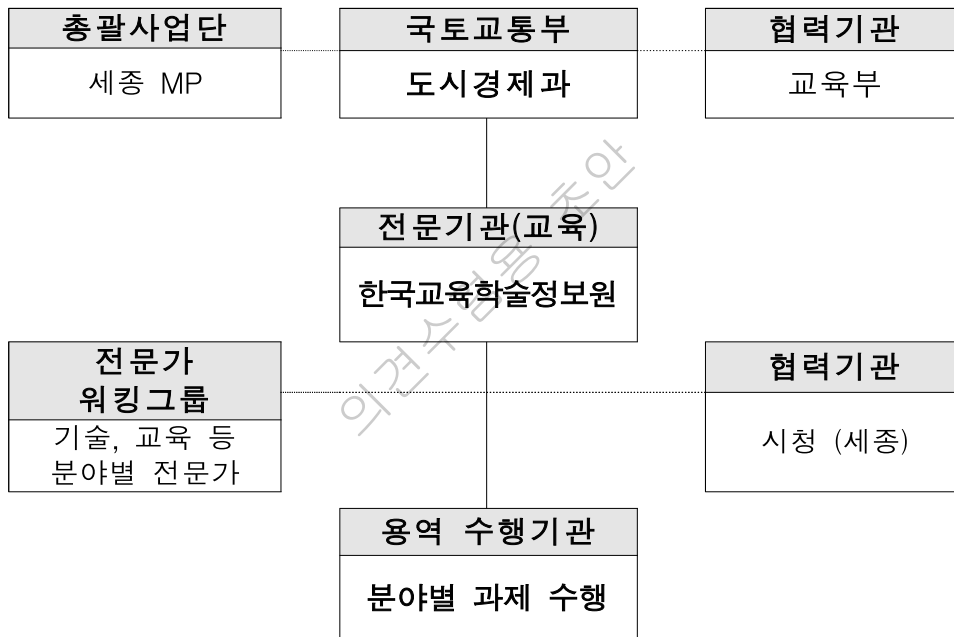 총괄사업단
세종 MP
국토교통부
도시경제과
협력기관
교육부
전문기관(교육)
한국교육학술정보원
전문가
워킹그룹
기술, 교육 등
분야별 전문가
협력기관
시청 (세종)
용역 수행기관
분야별 과제 수행
의견수렴용 초안